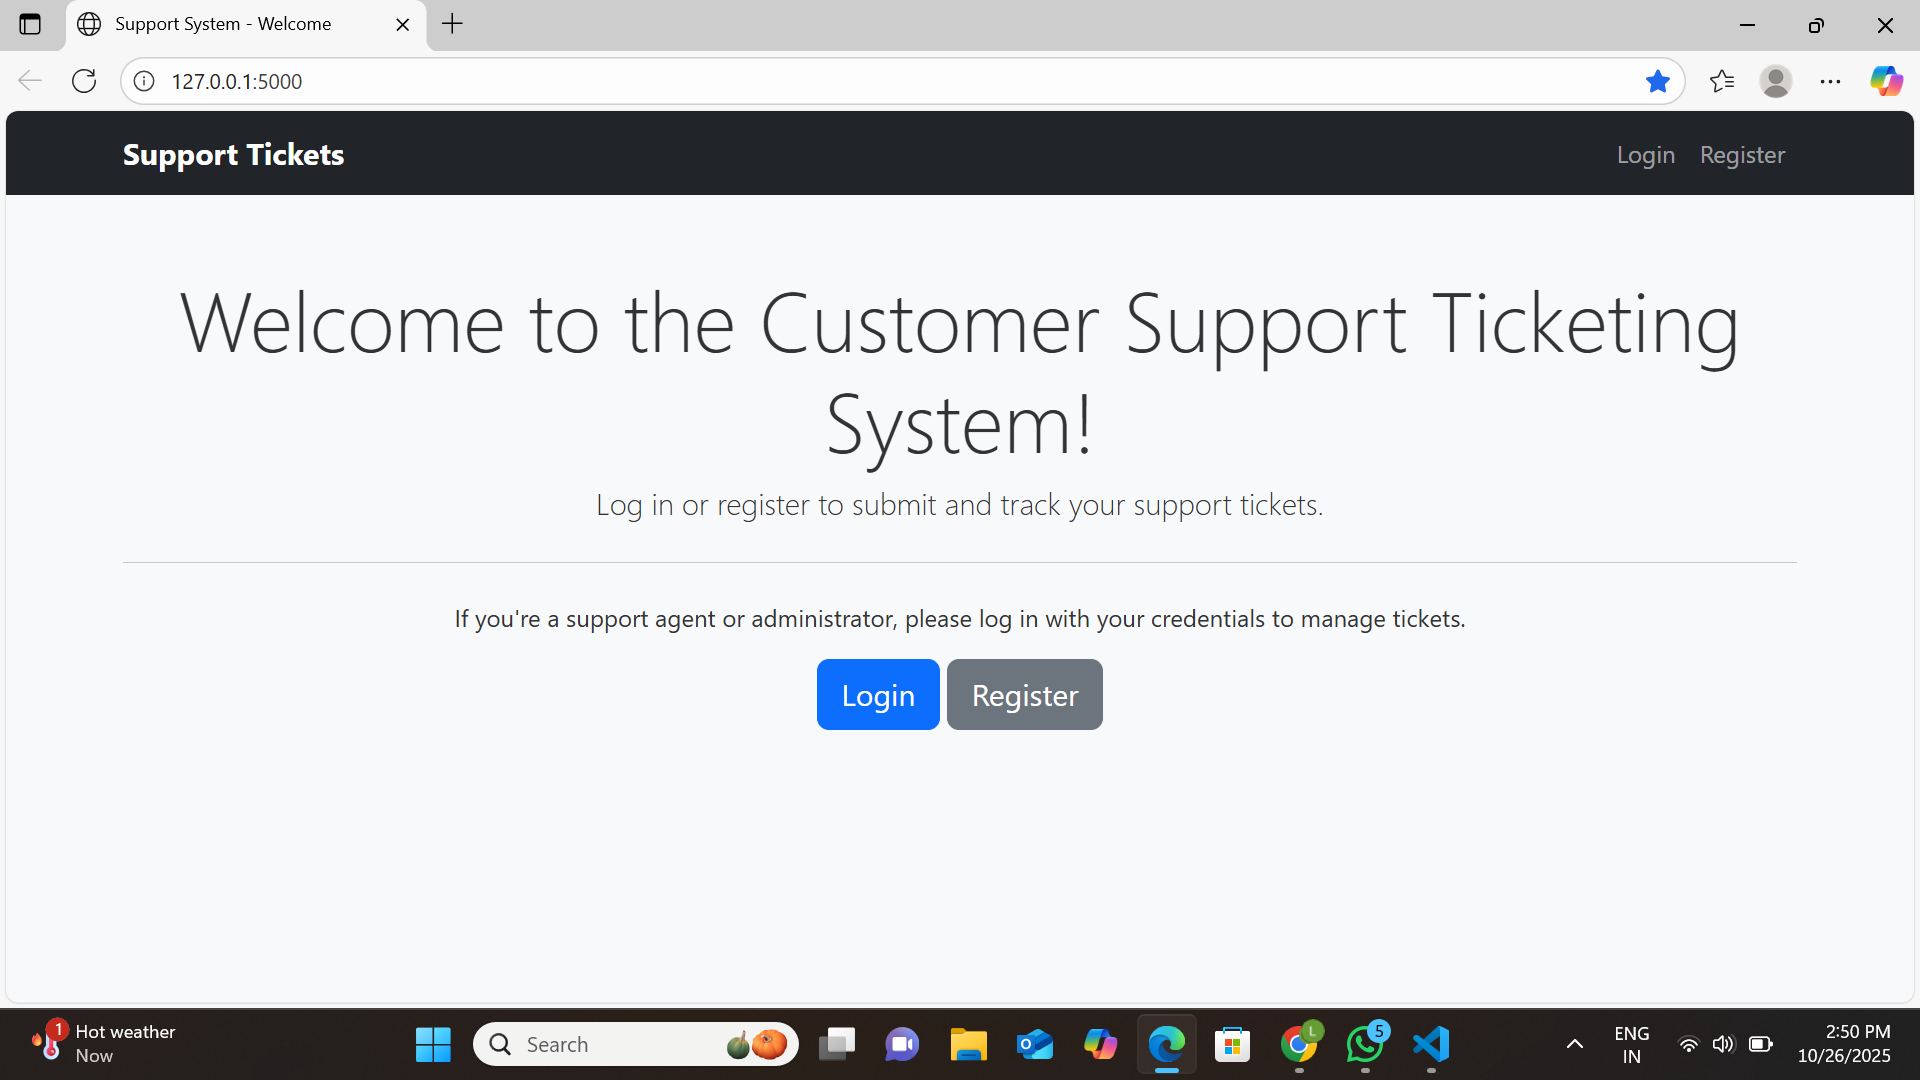 Support System - Welcome
127.0.0.1:5000
Support Tickets
Login
Register
Welcome to the Customer Support Ticketing
System!
Log in or register to submit and track your support tickets.
If you're a support agent or administrator, please log in with your credentials to manage tickets.
Login
Register
1
Hot weather
Now
Search
L
5
ENG
IN
2:50 PM
10/26/2025